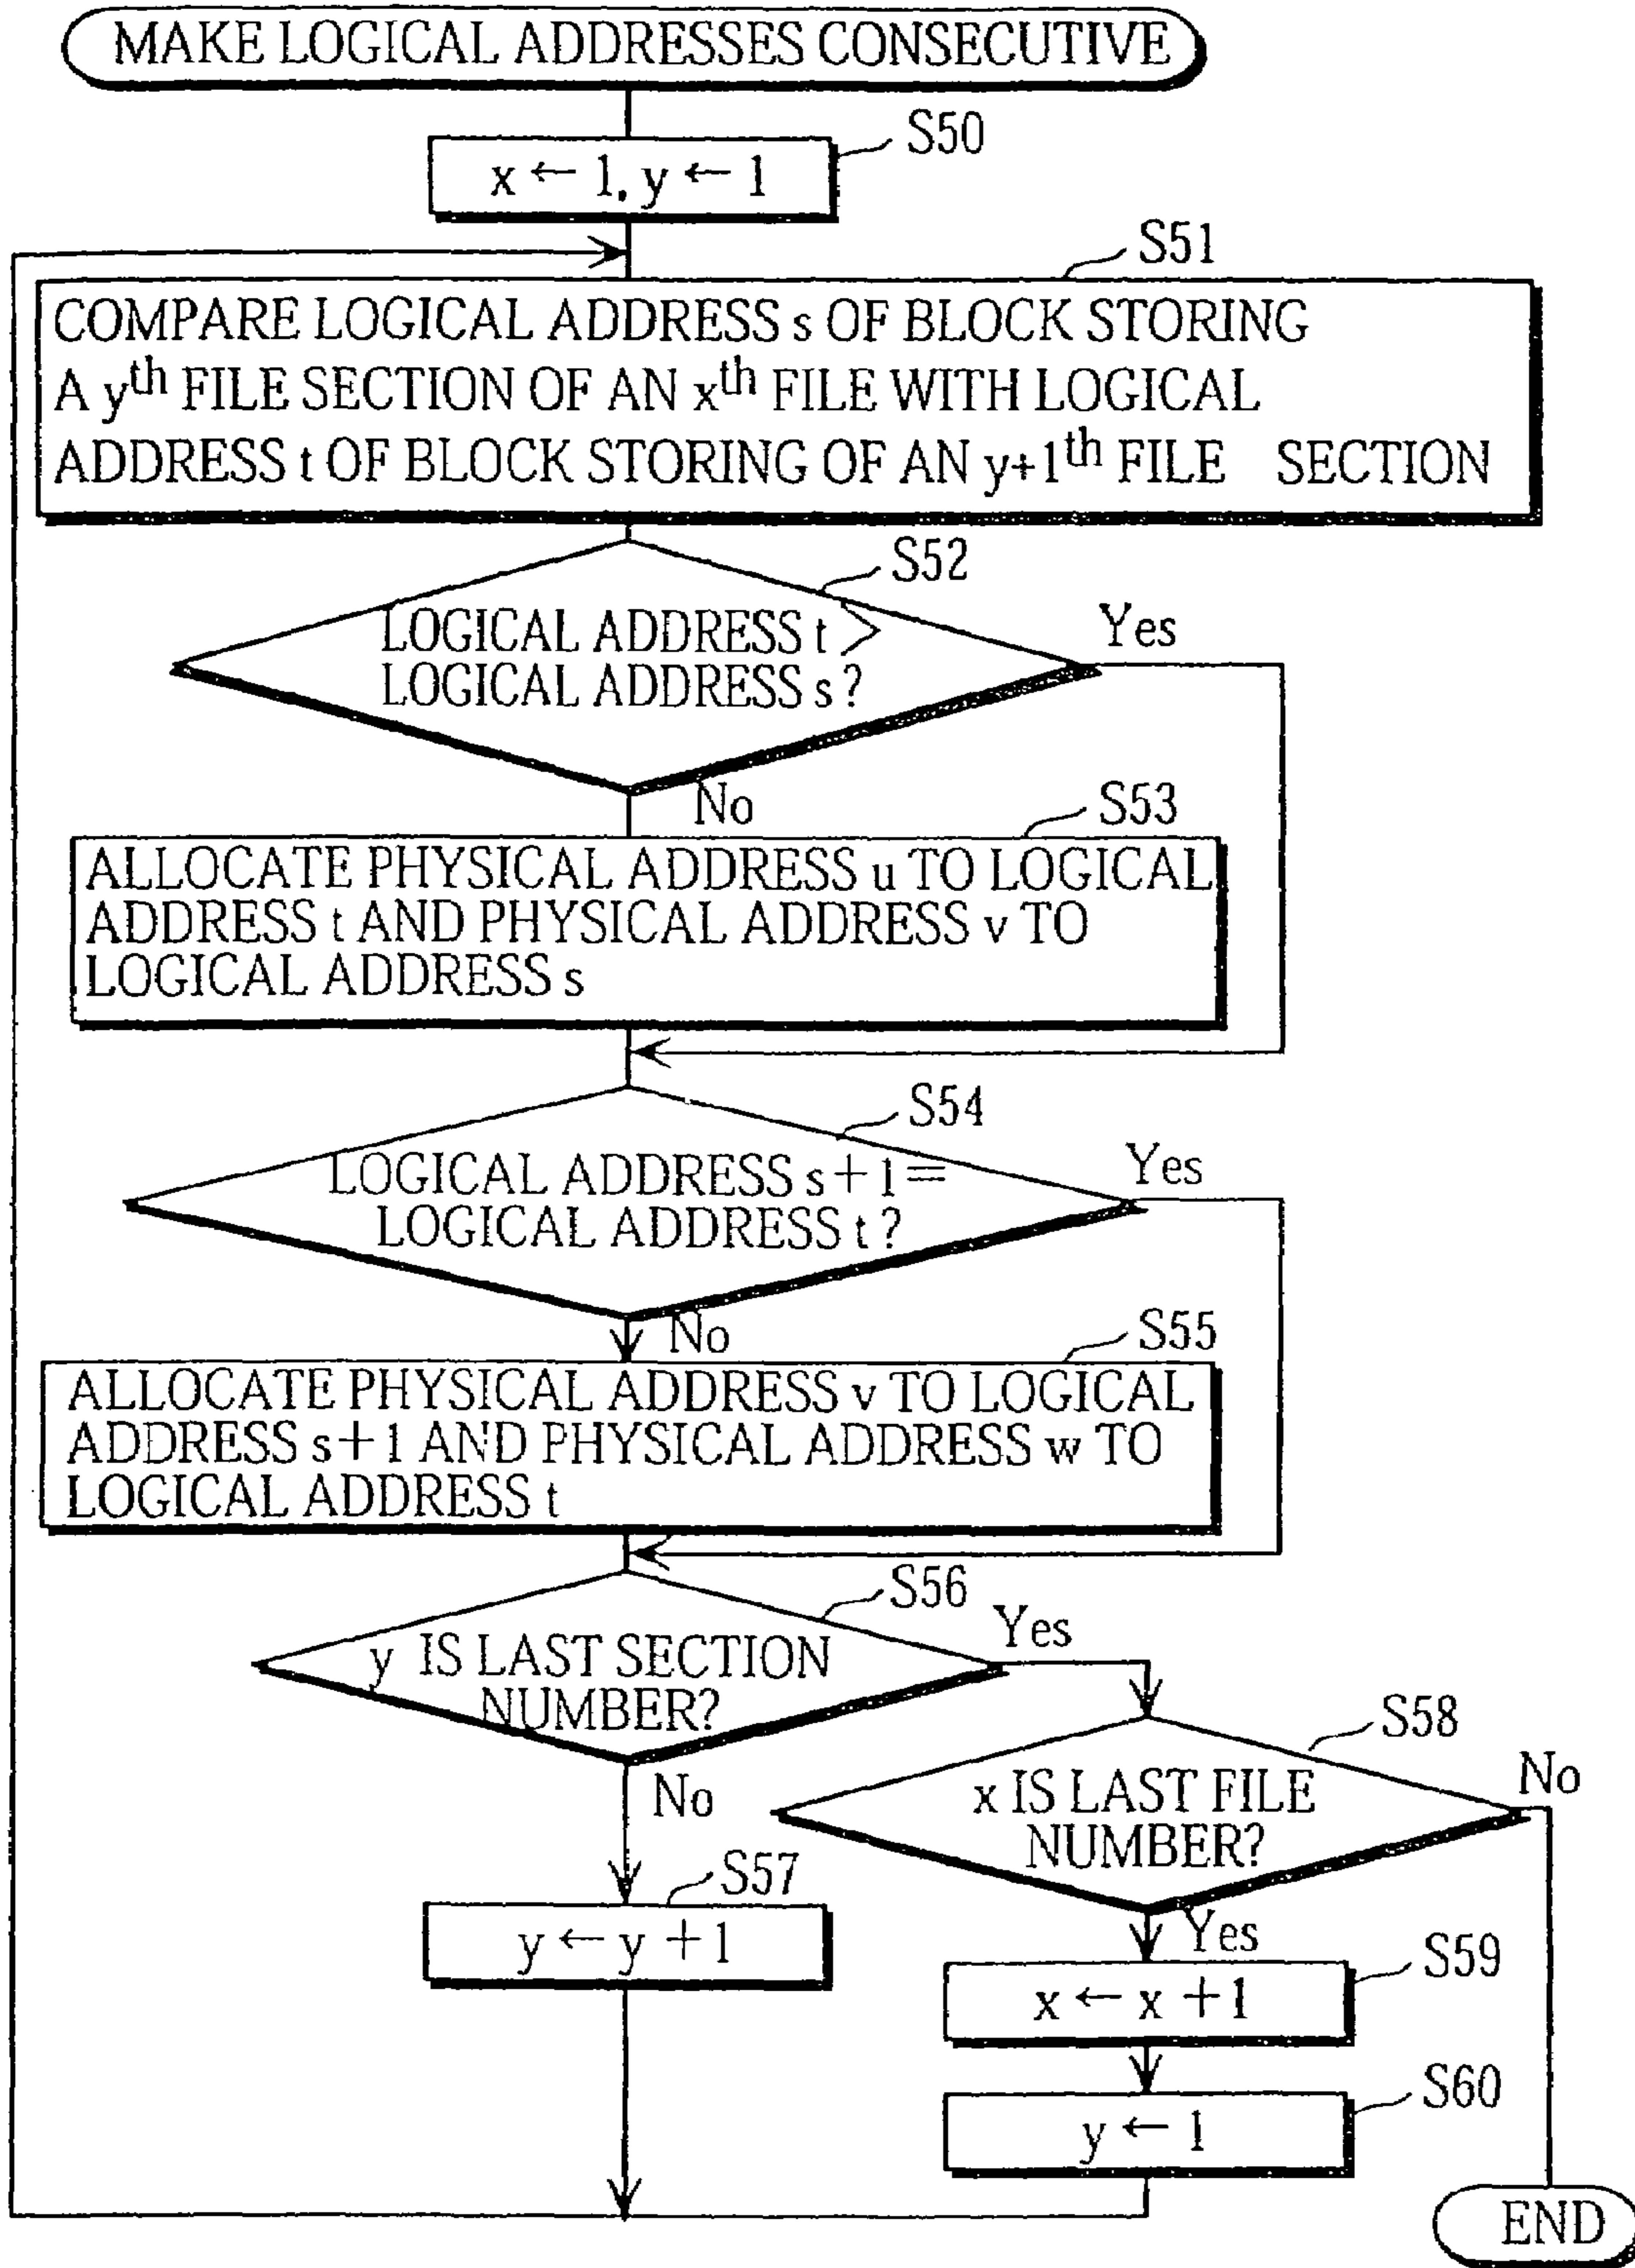 MAKE LOGICAL ADDRESSES CONSECUTIVE
S50
x ← 1, y ← 1
S51
COMPARE LOGICAL ADDRESS s OF BLOCK STORING
A yth FILE SECTION OF AN xth FILE WITH LOGICAL
ADDRESS t OF BLOCK STORING OF AN y+1th FILE SECTION
S52
LOGICAL ADDRESS t >
LOGICAL ADDRESS s?
Yes
No
S53
ALLOCATE PHYSICAL ADDRESS u TO LOGICAL
ADDRESS t AND PHYSICAL ADDRESS v TO
LOGICAL ADDRESS s
S54
LOGICAL ADDRESS s+1=
LOGICAL ADDRESS t?
Yes
No
S55
ALLOCATE PHYSICAL ADDRESS v TO LOGICAL
ADDRESS s+1 AND PHYSICAL ADDRESS w TO
LOGICAL ADDRESS t
S56
y IS LAST SECTION
NUMBER?
Yes
No
S58
x IS LAST FILE
NUMBER?
No
Yes
S57
y ← y +1
S59
x ← x +1
S60
y ← 1
END